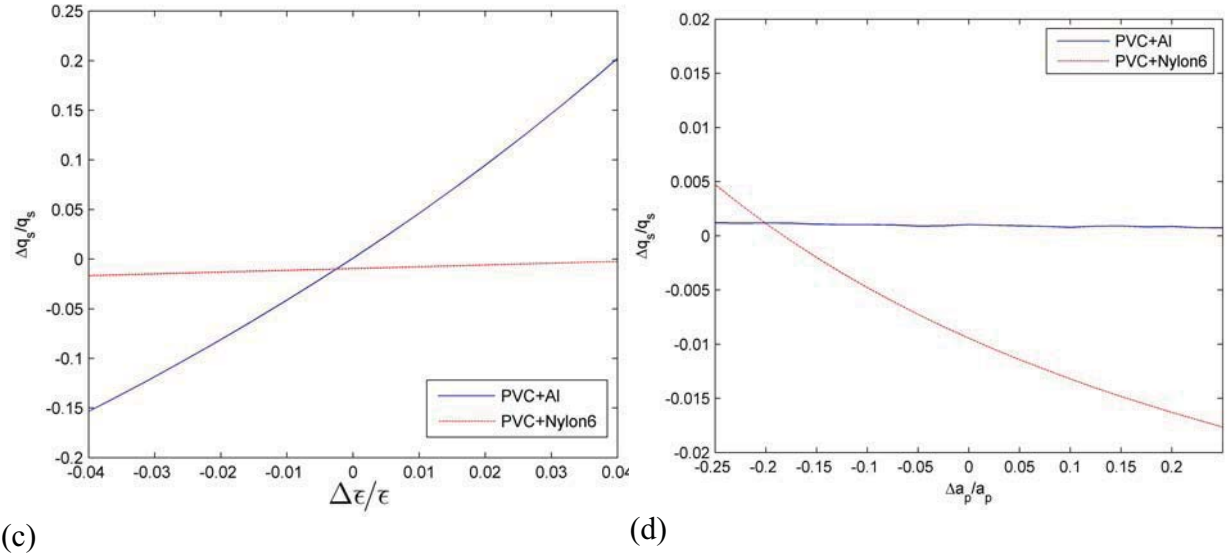 0.25
0.2
0.15
0.1
0.05
0
-0.05
-0.1
-0.15
-0.2
Δq_s/q_s
-0.04 -0.03 -0.02 -0.01 0 0.01 0.02 0.03 0.04
Δε̄/ε̄
PVC+Al
PVC+Nylon6
(c)
0.02
0.015
0.01
0.005
0
-0.005
-0.01
-0.015
-0.02
Δq_s/q_s
-0.25 -0.2 -0.15 -0.1 -0.05 0 0.05 0.1 0.15 0.2
Δa_p/a_p
PVC+Al
PVC+Nylon6
(d)